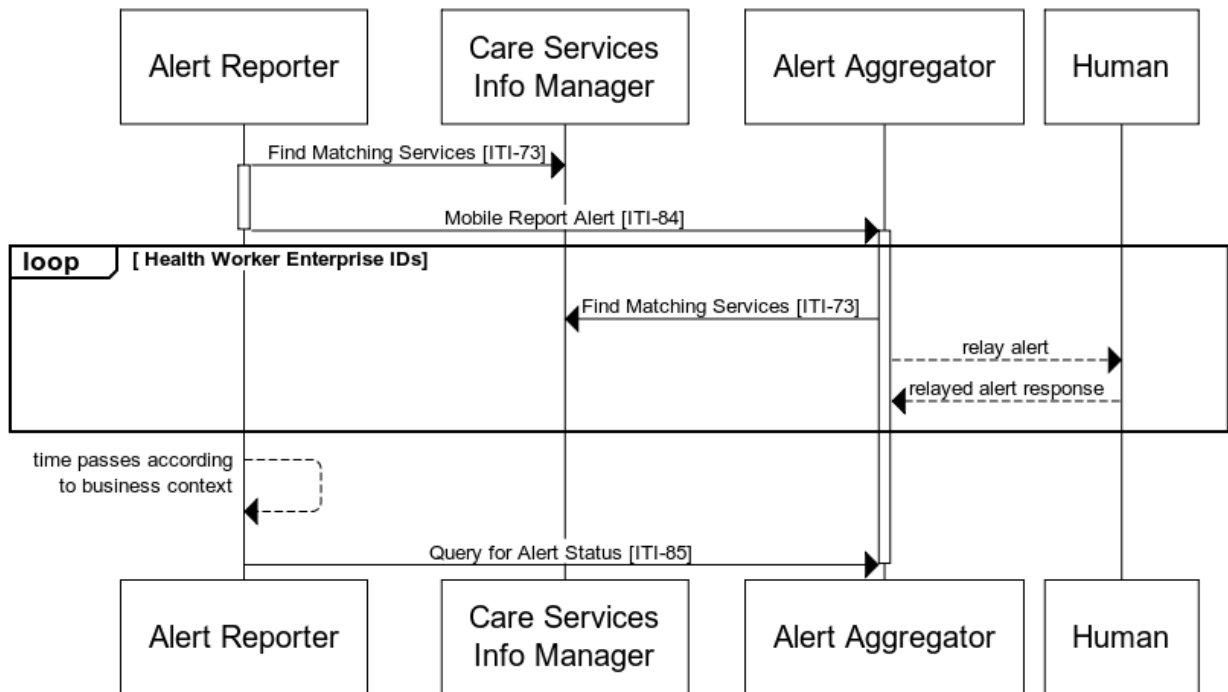 Alert Reporter
Care Services
Info Manager
Alert Aggregator
Human
Find Matching Services [ITI-73]
Mobile Report Alert [ITI-84]
loop
[ Health Worker Enterprise IDs]
Find Matching Services [ITI-73]
relay alert
relayed alert response
time passes according
to business context
Query for Alert Status [ITI-85]
Alert Reporter
Care Services
Info Manager
Alert Aggregator
Human